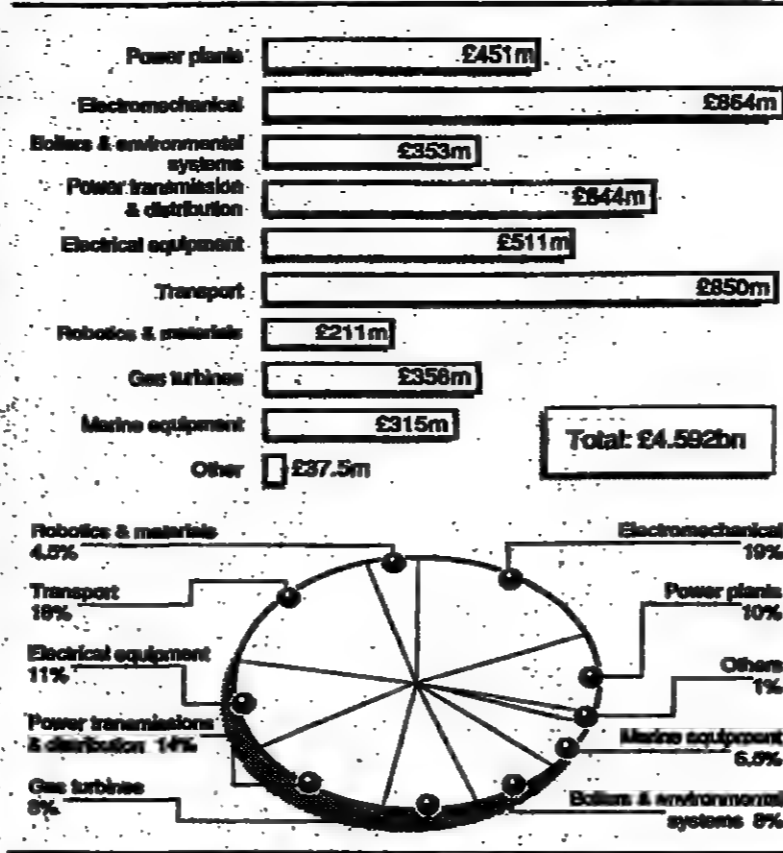 Power plants £451m
Electromechanical £864m
Boilers & environmental
systems £353m
Power transmission
& distribution £644m
Electrical equipment £511m
Transport £850m
Robotics & materials £211m
Gas turbines £356m
Marine equipment £315m
Other £37.5m
Total: £4.592bn
Robotics & materials
4.5%
Electromechanical
19%
Transport
18%
Power plants
10%
Electrical equipment
11%
Others
1%
Power transmissions
& distribution 14%
Marine equipment
6.5%
Gas turbines
8%
Boilers & environmental
systems 8%